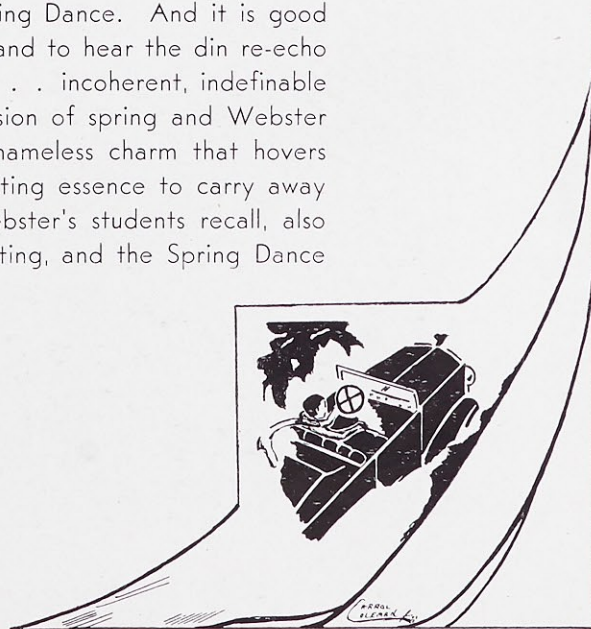 ing Dance. And it is good
and to hear the din re-echo
. . incoherent, indefinable
sion of spring and Webster
nameless charm that hovers
ting essence to carry away
bster's students recall, also
ting, and the Spring Dance
CARROL
COLEMAN